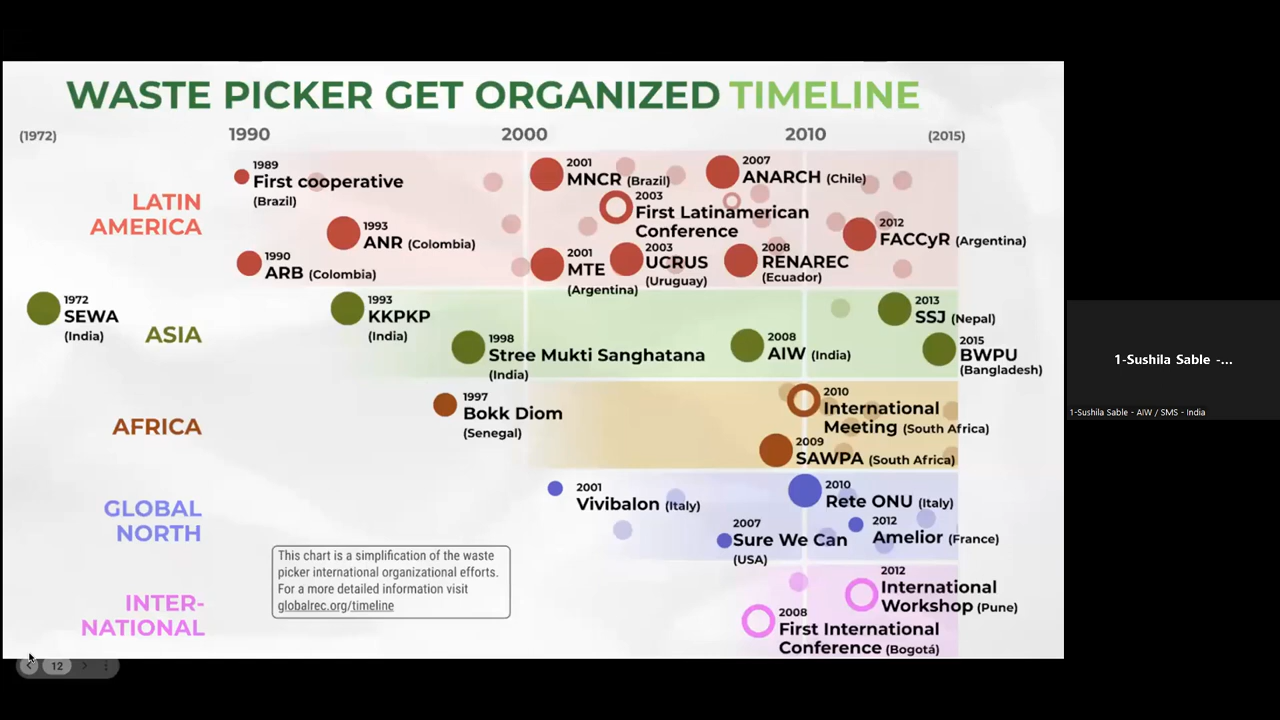 WASTE PICKER GET ORGANIZED TIMELINE
(1972)
1990
2000
2010
(2015)
LATIN
AMERICA
1989
First cooperative
(Brazil)
1993
ANR (Colombia)
1990
ARB (Colombia)
2001
MNCR (Brazil)
2003
First Latinamerican
Conference
2001
MTE
(Argentina)
2003
UCRUS
(Uruguay)
2007
ANARCH (Chile)
2008
RENAREC
(Ecuador)
2012
FACCyR (Argentina)
ASIA
1972
SEWA
(India)
1993
KKPKP
(India)
1998
Stree Mukti Sanghatana
(India)
2008
AIW (India)
2013
SSJ (Nepal)
2015
BWPU
(Bangladesh)
AFRICA
1997
Bokk Diom
(Senegal)
2010
International
Meeting (South Africa)
2009
SAWPA (South Africa)
GLOBAL
NORTH
2001
Vivibalon (Italy)
2010
Rete ONU (Italy)
2007
Sure We Can
(USA)
2012
Amelior (France)
INTER-
NATIONAL
2012
International
Workshop (Pune)
2008
First International
Conference (Bogotá)
This chart is a simplification of the waste
picker international organizational efforts.
For a more detailed information visit
globalrec.org/timeline
12
1-Sushila Sable -...
1-Sushila Sable - AIW / SMS - India